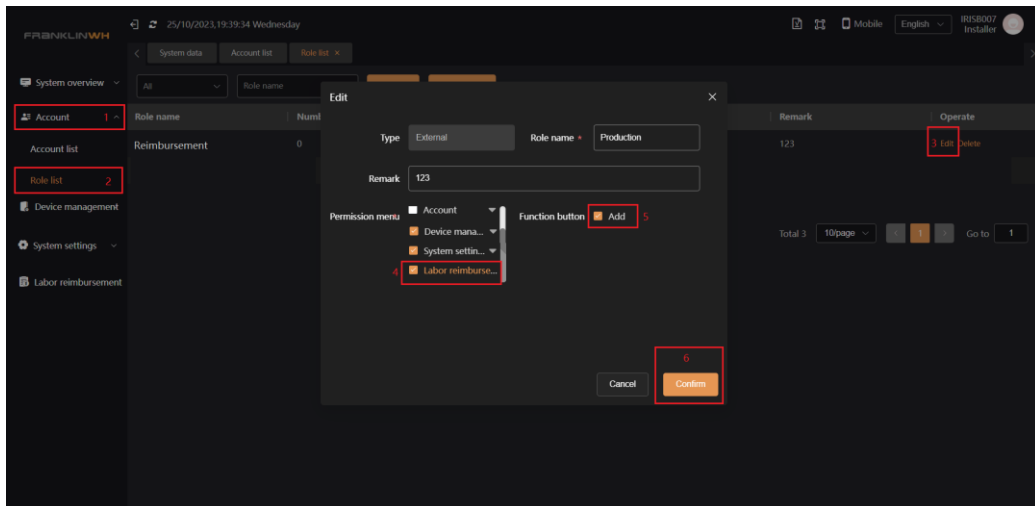 FRANKLINWH
25/10/2023,19:39:34 Wednesday
Mobile
English
IRISB007
Installer
System data
Account list
Role list ×
System overview
All
Role name
Account 1
Role name
Remark
Operate
Account list
Reimbursement
0
123
3 Edit Delete
Role list 2
Device management
System settings
Labor reimbursement
Total 3
10/page
1
Go to
1
Edit
×
Type
External
Role name *
Production
Remark
123
Permission menu
Account
Device mana...
System settin...
4 Labor reimburse...
Function button
Add 5
6
Cancel
Confirm